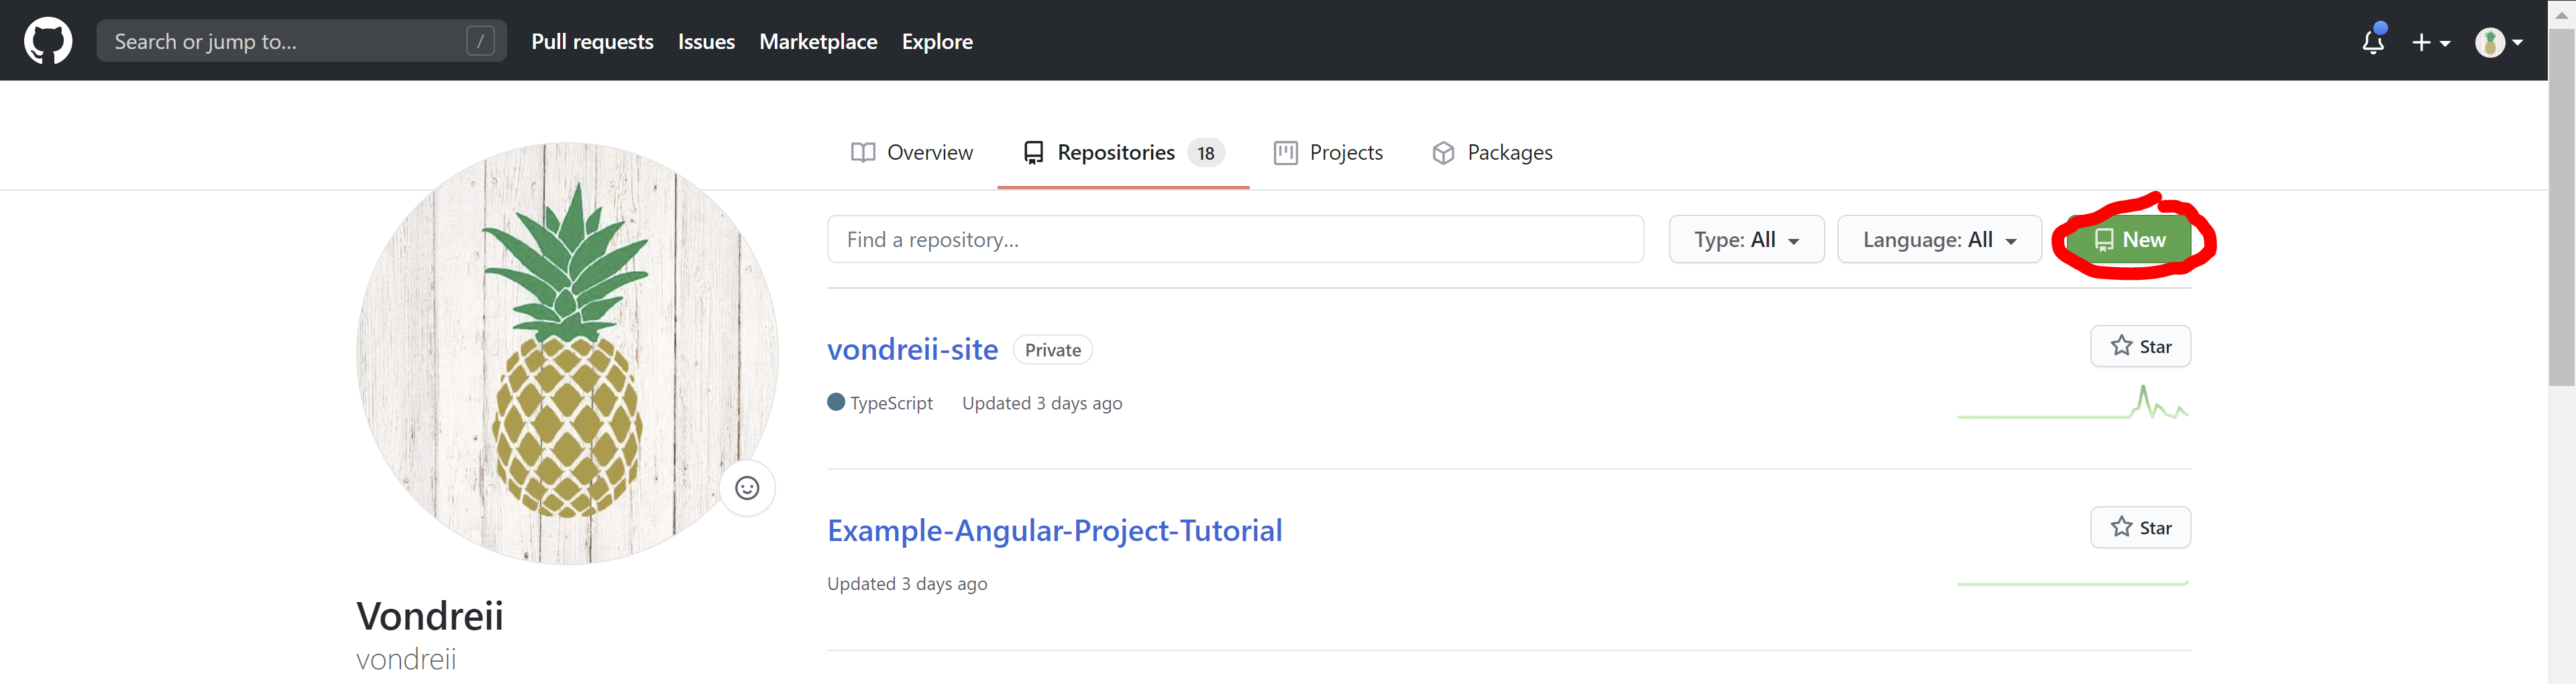 Search or jump to... / Pull requests Issues Marketplace Explore
Overview Repositories 18 Projects Packages
Find a repository... Type: All Language: All New
vondreii-site Private Star
TypeScript Updated 3 days ago
Example-Angular-Project-Tutorial Star
Updated 3 days ago
Vondreii
vondreii